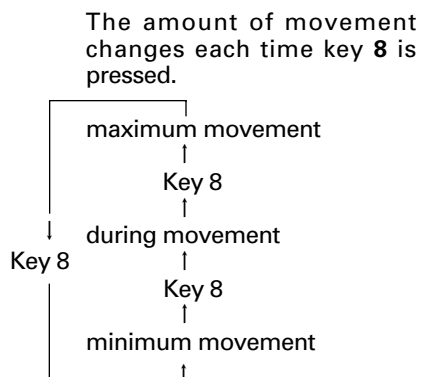 The amount of movement
changes each time key 8 is
pressed.
maximum movement
Key 8
during movement
Key 8
Key 8
minimum movement